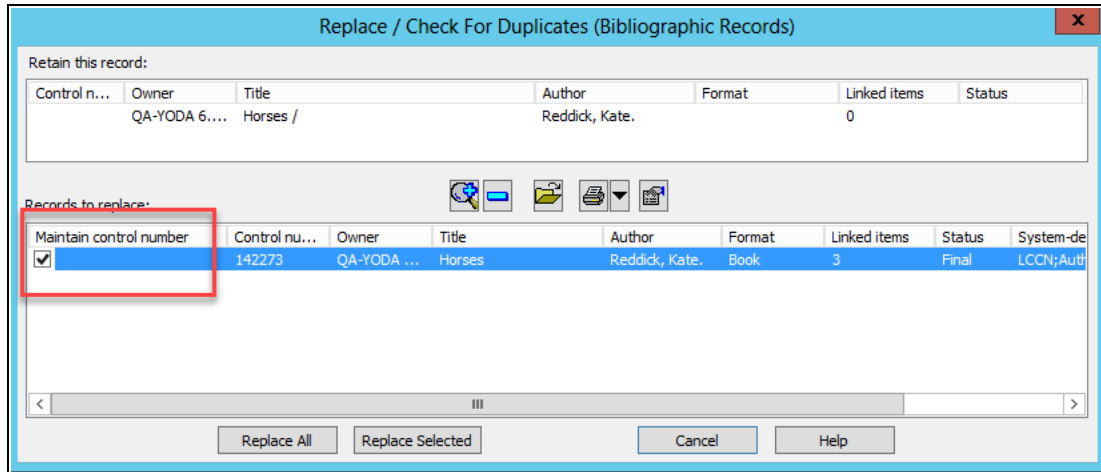 Replace / Check For Duplicates (Bibliographic Records)
x
Retain this record:
Control n... Owner Title Author Format Linked items Status
QA-YODA 6.... Horses / Reddick, Kate. 0
Records to replace:
Maintain control number Control nu... Owner Title Author Format Linked items Status System-de
142273 QA-YODA ... Horses Reddick, Kate. Book 3 Final LCCN;Auth
Replace All Replace Selected Cancel Help